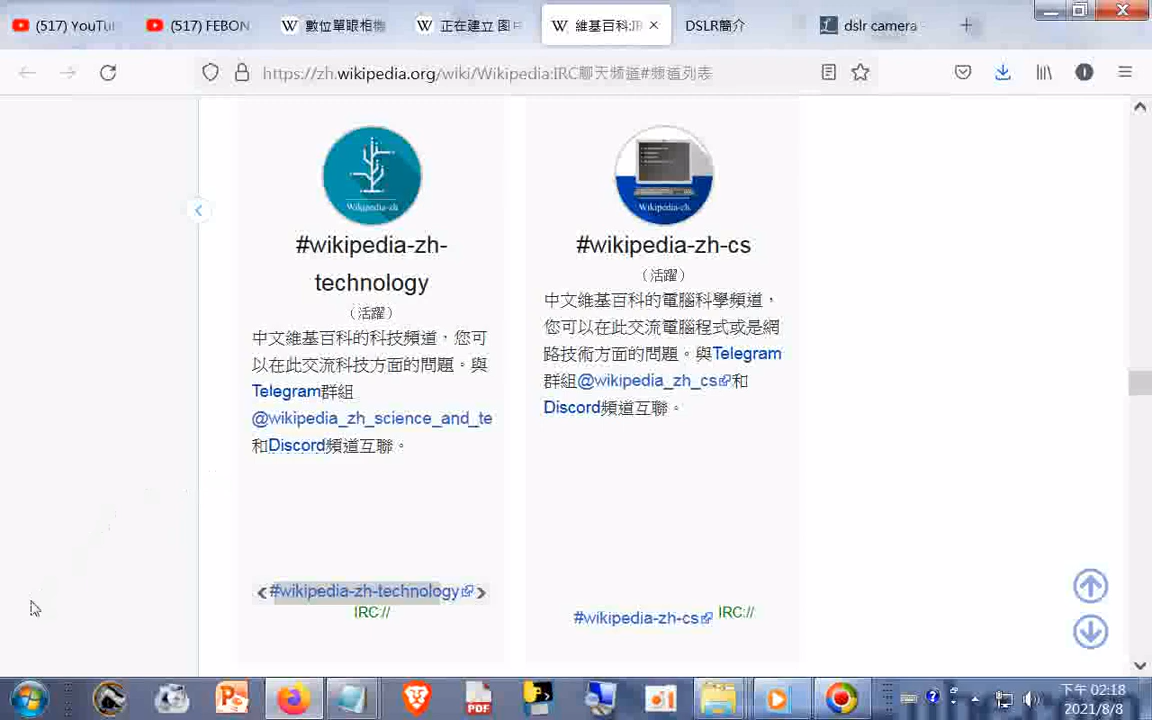 (517) YouTu
(517) FEBON
數位單眼相機
正在建立 图
維基百科:IR
DSLR簡介
dslr camera
https://zh.wikipedia.org/wiki/Wikipedia:IRC聊天頻道#頻道列表
Wikipedia-zh
#wikipedia-zh-
technology
（活躍）
中文維基百科的科技頻道，您可
以在此交流科技方面的問題。與
Telegram群組
@wikipedia_zh_science_and_te
和Discord頻道互聯。
#wikipedia-zh-technology
IRC://
Wikipedia-zh
#wikipedia-zh-cs
（活躍）
中文維基百科的電腦科學頻道，
您可以在此交流電腦程式或是網
路技術方面的問題。與Telegram
群組@wikipedia_zh_cs和
Discord頻道互聯。
#wikipedia-zh-cs IRC://
下午 02:18
2021/8/8